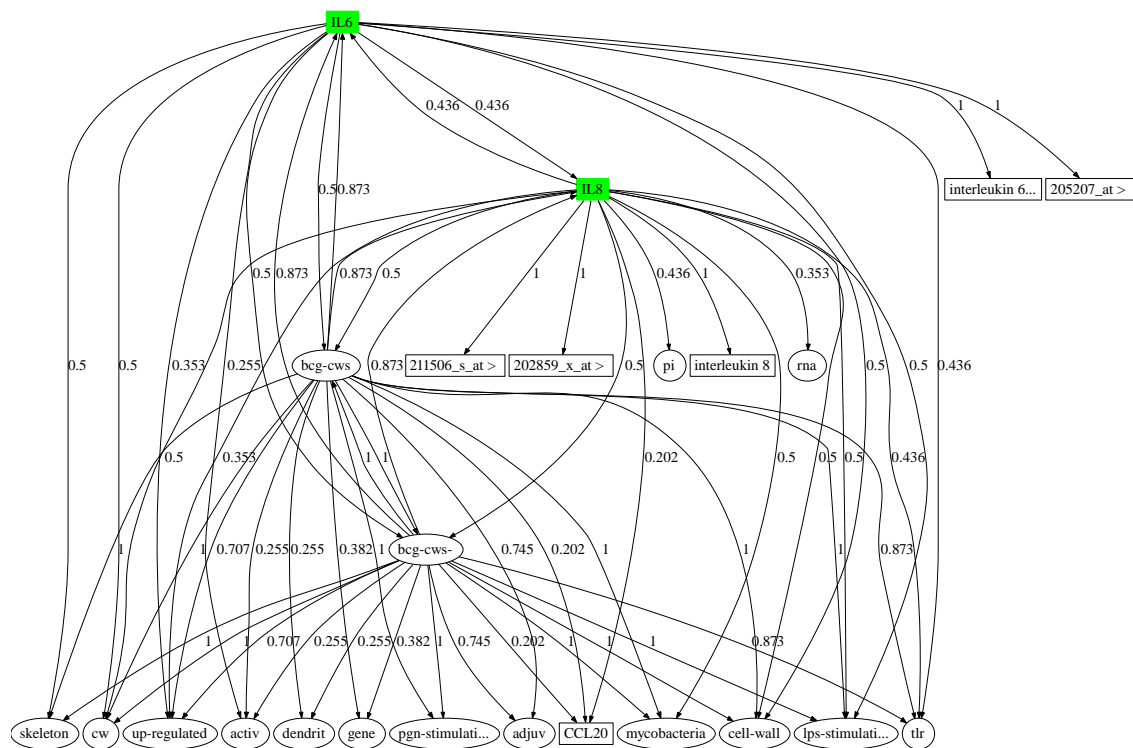 IL6
0.436 0.436 1 1
IL8 interleukin 6... 205207_at >
0.5 0.873
0.5 0.873 0.873 0.5 1 1 0.436 1 0.353
bcg-cws 211506_s_at > 202859_x_at > pi interleukin 8 rna
0.5 0.5 0.353 0.255 0.873 0.5 0.5 0.5 0.436
0.5 0.353 1 1 0.202 0.5 0.5 0.5 0.436
bcg-cws-
1 1 0.707 0.255 0.255 0.382 1 0.745 0.202 1 1 1 0.873
1 1 0.707 0.255 0.255 0.382 1 0.745 0.202 1 1 1 0.873
skeleton cw up-regulated activ dendrit gene pgn-stimulati... adjuv CCL20 mycobacteria cell-wall lps-stimulati... tlr